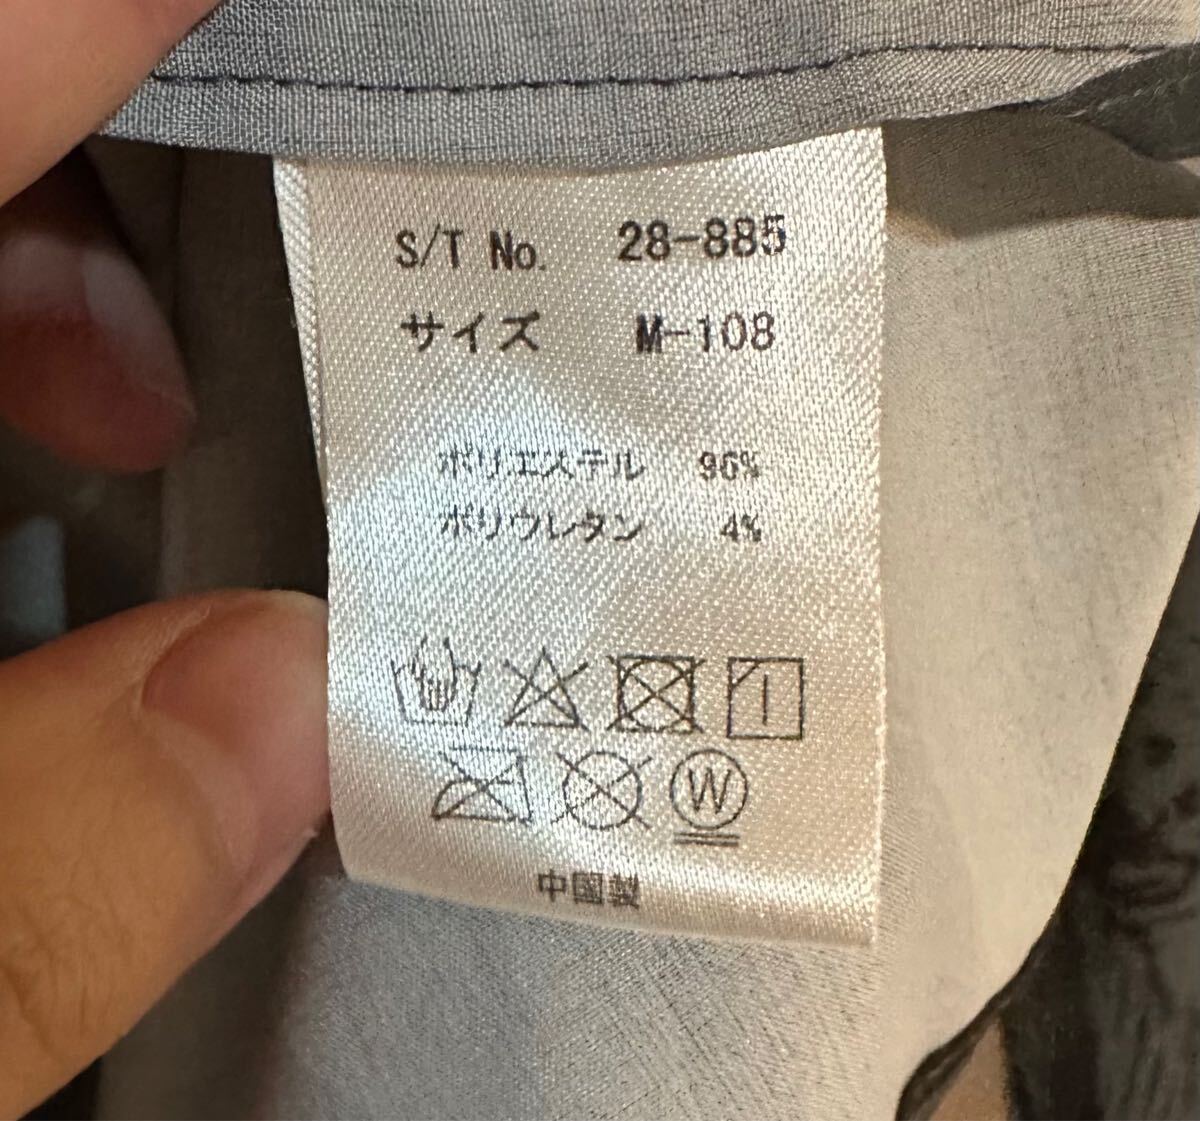 S/T No. 28-885
サイズ M-108
ポリエステル 96%
ポリウレタン 4%
W
中国製